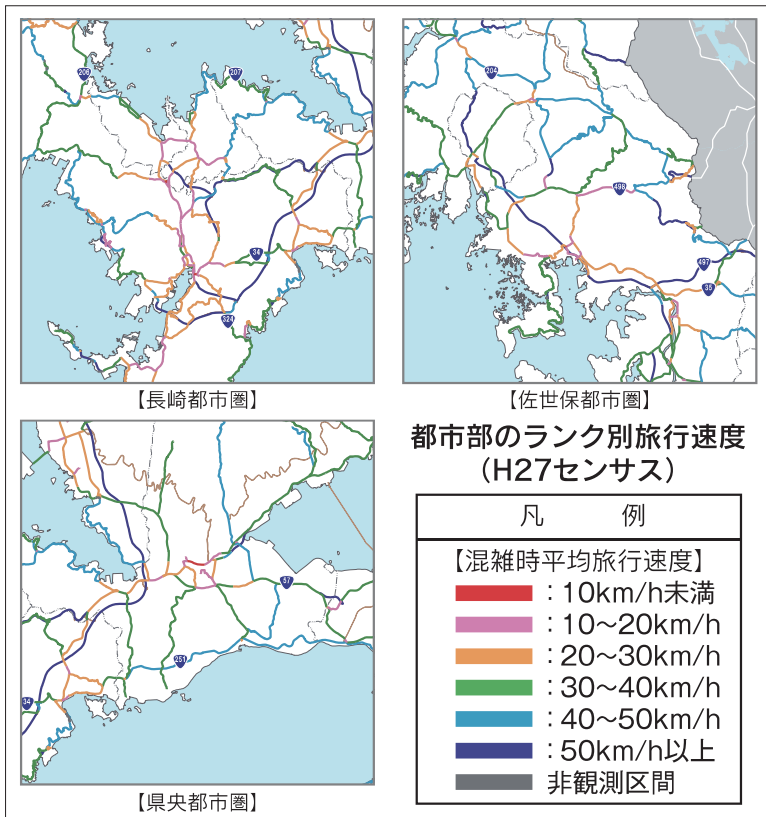 206
207
34
324
【長崎都市圏】
204
498
497
35
【佐世保都市圏】
57
251
34
【県央都市圏】
都市部のランク別旅行速度
(H27センサス)
凡 例
【混雑時平均旅行速度】
:10km/h未満
:10〜20km/h
:20〜30km/h
:30〜40km/h
:40〜50km/h
:50km/h以上
非観測区間